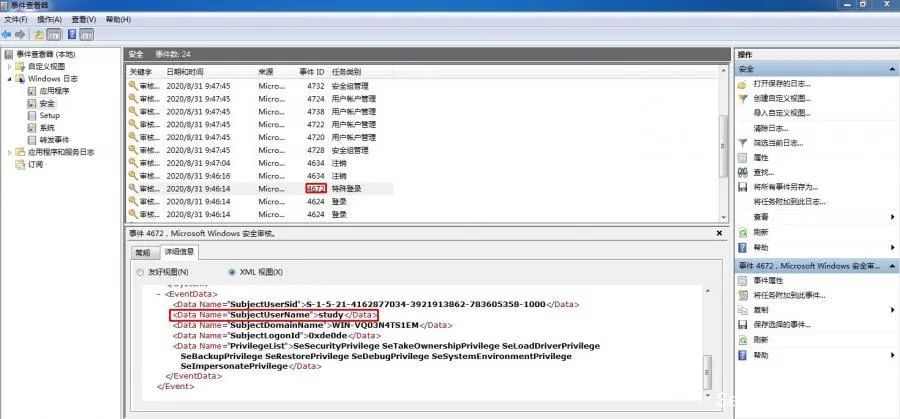 事件查看器
文件(F) 操作(A) 查看(V) 帮助(H)
事件查看器 (本地)
自定义视图
Windows 日志
应用程序
安全
Setup
系统
转发事件
应用程序和服务日志
订阅
安全 事件数: 24
关键字 日期和时间 来源 事件 ID 任务类别
审核... 2020/8/31 9:47:45 Micro... 4732 安全组管理
审核... 2020/8/31 9:47:45 Micro... 4724 用户帐户管理
审核... 2020/8/31 9:47:45 Micro... 4738 用户帐户管理
审核... 2020/8/31 9:47:45 Micro... 4722 用户帐户管理
审核... 2020/8/31 9:47:45 Micro... 4720 用户帐户管理
审核... 2020/8/31 9:47:45 Micro... 4728 安全组管理
审核... 2020/8/31 9:47:04 Micro... 4634 注销
审核... 2020/8/31 9:46:16 Micro... 4634 注销
审核... 2020/8/31 9:46:14 Micro... 4672 特殊登录
审核... 2020/8/31 9:46:14 Micro... 4624 登录
审核... 2020/8/31 9:46:14 Micro... 4624 登录
事件 4672，Microsoft Windows 安全审核。
常规 详细信息
友好视图(N) XML 视图(X)
- <EventData>
<Data Name="SubjectUserSid">S-1-5-21-4162877034-3921913862-783605358-1000</Data>
<Data Name="SubjectUserName">study</Data>
<Data Name="SubjectDomainName">WIN-VQ03N4TS1EM</Data>
<Data Name="SubjectLogonId">0xde0de</Data>
<Data Name="PrivilegeList">SeSecurityPrivilege SeTakeOwnershipPrivilege SeLoadDriverPrivilege
SeBackupPrivilege SeRestorePrivilege SeDebugPrivilege SeSystemEnvironmentPrivilege
SeImpersonatePrivilege</Data>
</EventData>
</Event>
操作
安全
打开保存的日志...
创建自定义视图...
导入自定义视图...
清除日志...
筛选当前日志...
属性
查找...
将所有事件另存为...
将任务附加到此日志...
查看
刷新
帮助
事件 4672，Microsoft Windows 安全审...
事件属性
将任务附加到此事件...
复制
保存选择的事件...
刷新
帮助